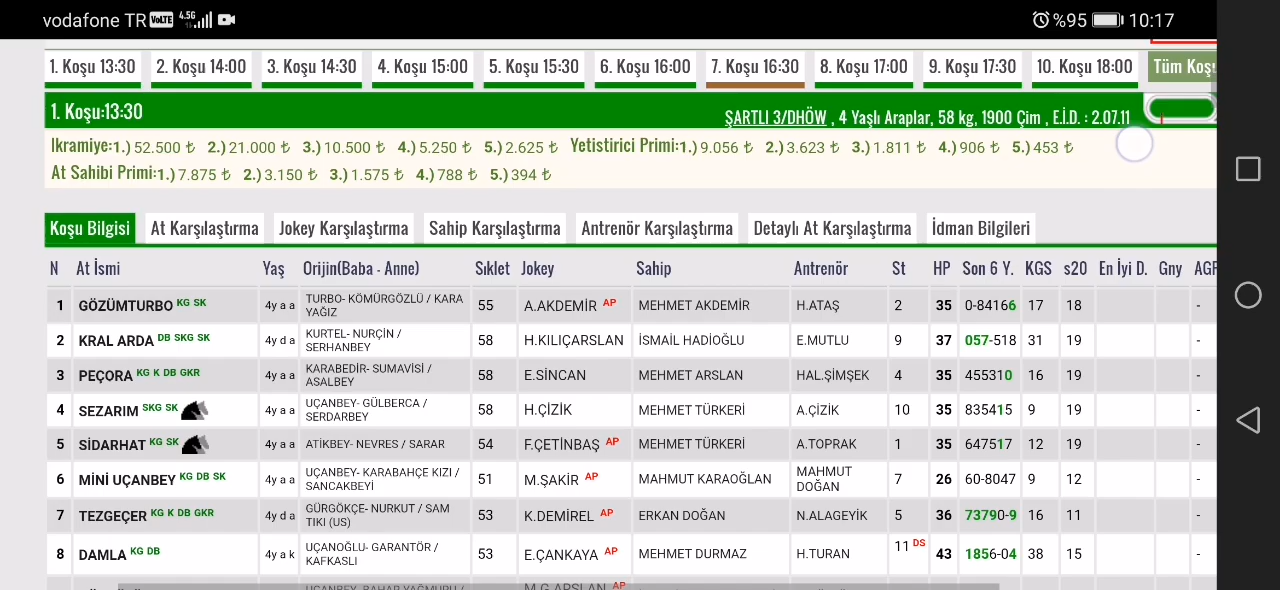 vodafone TR VoLTE 4.5G %95 10:17
1. Koşu 13:30 2. Koşu 14:00 3. Koşu 14:30 4. Koşu 15:00 5. Koşu 15:30 6. Koşu 16:00 7. Koşu 16:30 8. Koşu 17:00 9. Koşu 17:30 10. Koşu 18:00 Tüm Koşu
1. Koşu:13:30
ŞARTLI 3/DHÖW , 4 Yaşlı Araplar, 58 kg, 1900 Çim , E.İ.D. : 2.07.11
Ikramiye:1.) 52.500 ₺ 2.) 21.000 ₺ 3.) 10.500 ₺ 4.) 5.250 ₺ 5.) 2.625 ₺ Yetistirici Primi:1.) 9.056 ₺ 2.) 3.623 ₺ 3.) 1.811 ₺ 4.) 906 ₺ 5.) 453 ₺
At Sahibi Primi:1.) 7.875 ₺ 2.) 3.150 ₺ 3.) 1.575 ₺ 4.) 788 ₺ 5.) 394 ₺
Koşu Bilgisi At Karşılaştırma Jokey Karşılaştırma Sahip Karşılaştırma Antrenör Karşılaştırma Detaylı At Karşılaştırma İdman Bilgileri
N At İsmi Yaş Orijin(Baba - Anne) Sıklet Jokey Sahip Antrenör St HP Son 6 Y. KGS s20 En İyi D. Gny AGF
1 GÖZÜMTURBO KG SK 4y a a TURBO- KÖMÜRGÖZLÜ / KARA YAĞIZ 55 A.AKDEMİR AP MEHMET AKDEMİR H.ATAŞ 2 35 0-84166 17 18 -
2 KRAL ARDA DB SKG SK 4y d a KURTEL- NURÇİN / SERHANBEY 58 H.KILIÇARSLAN İSMAİL HADİOĞLU E.MUTLU 9 37 057-518 31 19 -
3 PEÇORA KG K DB GKR 4y a a KARABEDİR- SUMAVİSİ / ASALBEY 58 E.SİNCAN MEHMET ARSLAN HAL.ŞİMŞEK 4 35 455310 16 19 -
4 SEZARIM SKG SK 4y a a UÇANBEY- GÜLBERCA / SERDARBEY 58 H.ÇİZİK MEHMET TÜRKERİ A.ÇİZİK 10 35 835415 9 19 -
5 SİDARHAT KG SK 4y a a ATİKBEY- NEVRES / SARAR 54 F.ÇETİNBAŞ AP MEHMET TÜRKERİ A.TOPRAK 1 35 647517 12 19 -
6 MİNİ UÇANBEY KG DB SK 4y a a UÇANBEY- KARABAHÇE KIZI / SANCAKBEYİ 51 M.ŞAKİR AP MAHMUT KARAOĞLAN MAHMUT DOĞAN 7 26 60-8047 9 12 -
7 TEZGEÇER KG K DB GKR 4y d a GÜRGÖKÇE- NURKUT / SAM TIKI (US) 53 K.DEMİREL AP ERKAN DOĞAN N.ALAGEYİK 5 36 73790-9 16 11 -
8 DAMLA KG DB 4y a k UÇANOĞLU- GARANTÖR / KAFKASLI 53 E.ÇANKAYA AP MEHMET DURMAZ H.TURAN 11 DS 43 1856-04 38 15 -
UÇANBEY- BAHAR YAĞMURU / M.G.ARSLAN AP